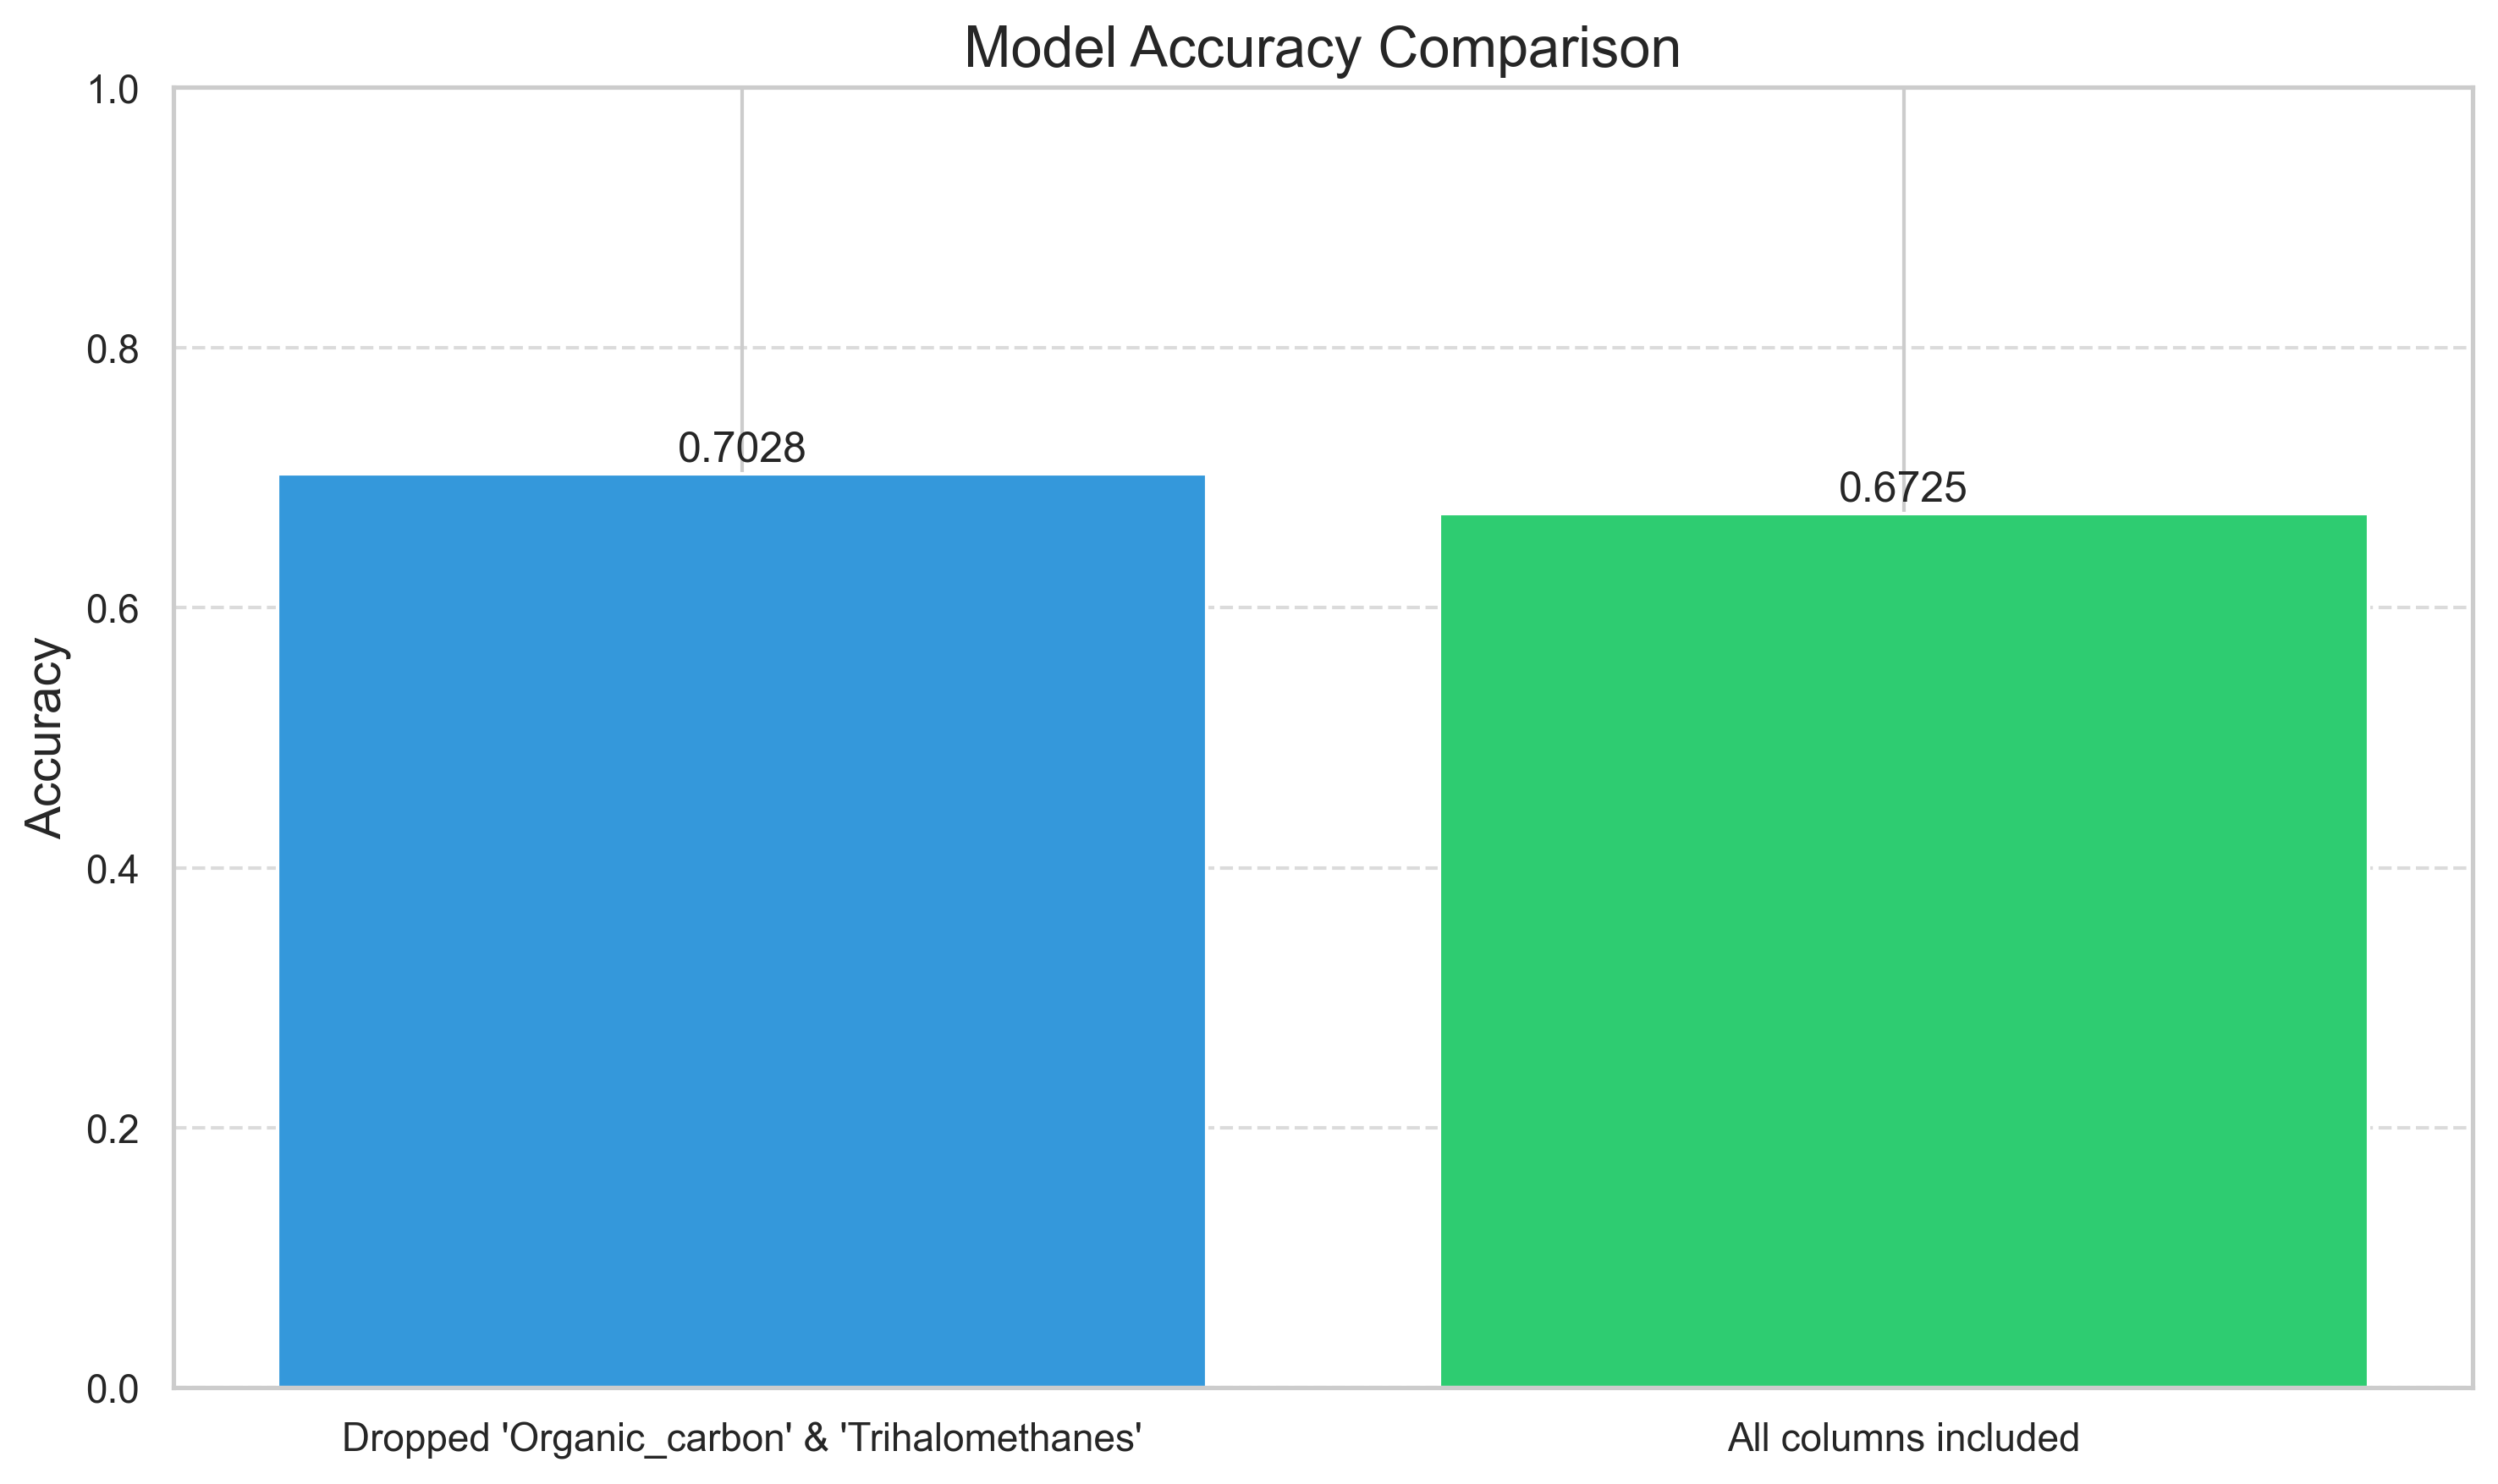 Model Accuracy Comparison
1.0
0.8
0.6
0.4
0.2
0.0
Accuracy
0.7028
0.6725
Dropped 'Organic_carbon' & 'Trihalomethanes'
All columns included